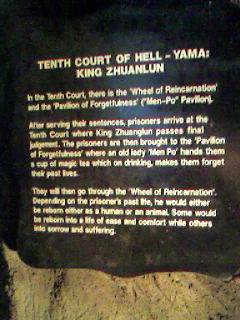 TENTH COURT OF HELL – YAMA:
KING ZHUANLUN
In the Tenth Court, there is the 'Wheel of Reincarnation'
and the 'Pavilion of Forgetfulness' ("Men-Po" Pavilion).
After serving their sentences, prisoners arrive at the
Tenth Court where King Zhuanglun passes final
judgement. The prisoners are then brought to the 'Pavilion
of Forgetfulness' where an old lady 'Men Po' hands them
a cup of magic tea which on drinking, makes them forget
their past lives.
They will then go through the 'Wheel of Reincarnation'.
Depending on the prisoner's past life, he would either
be reborn either as a human or an animal. Some would
be reborn into a life of ease and comfort while others
into sorrow and suffering.